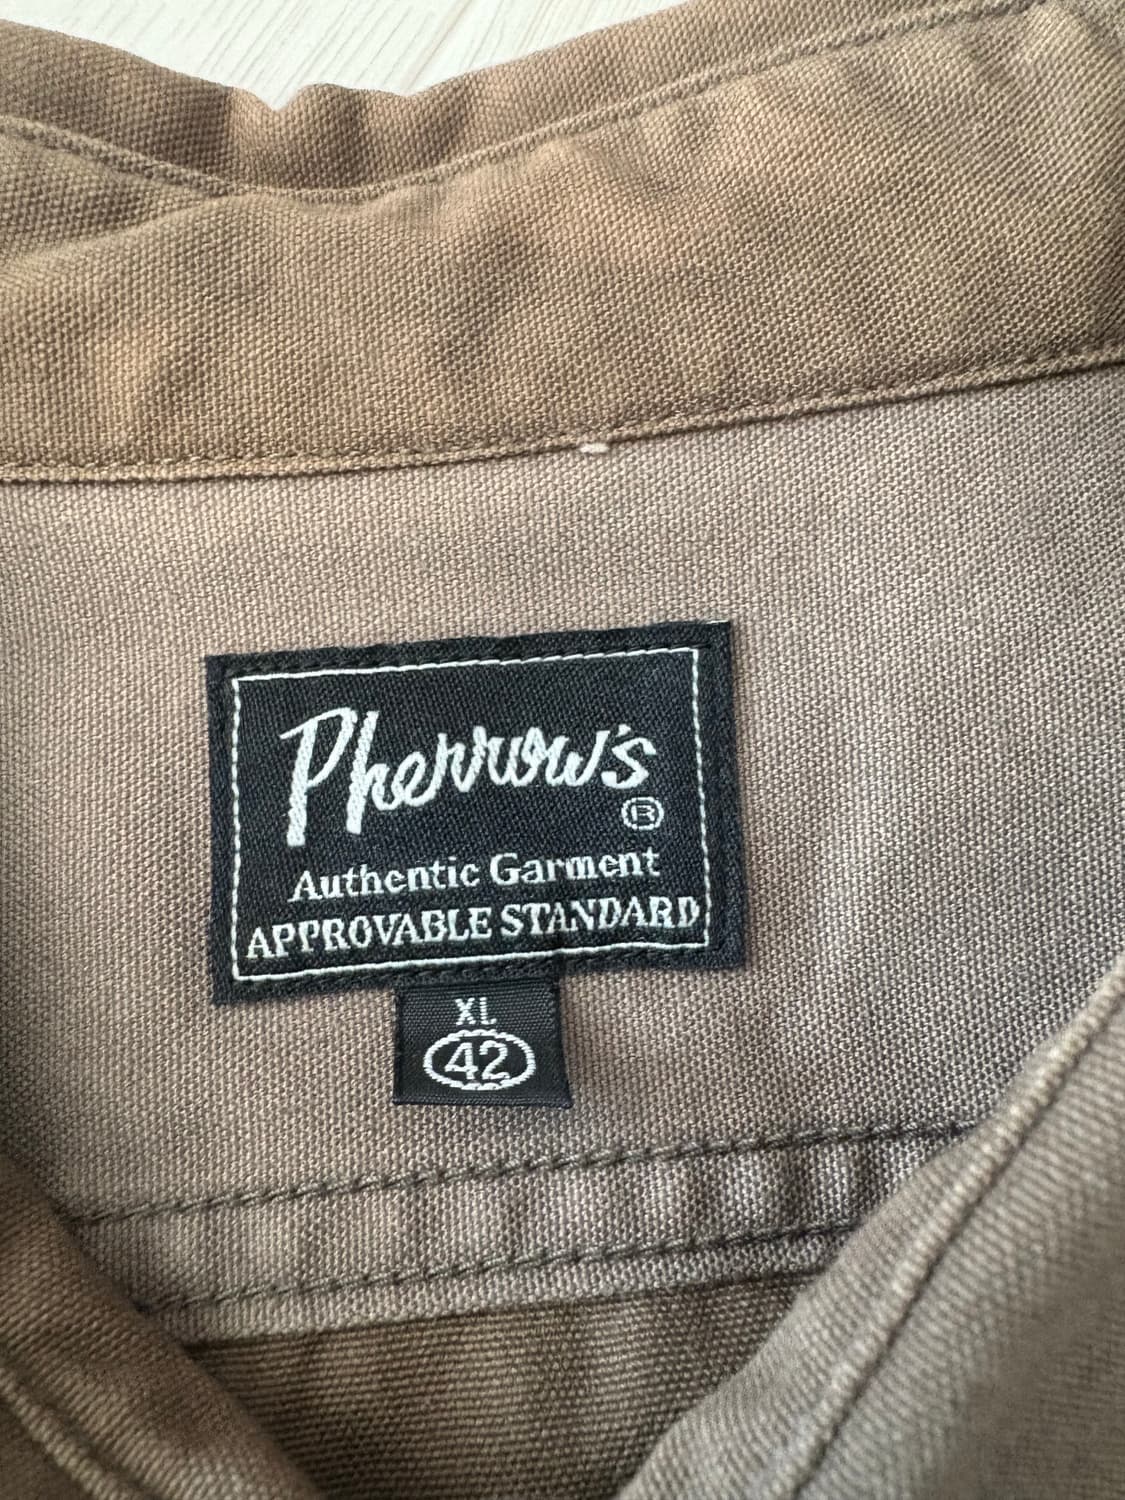 Pherrow's
®
Authentic Garment
APPROVABLE STANDARD
XL
42